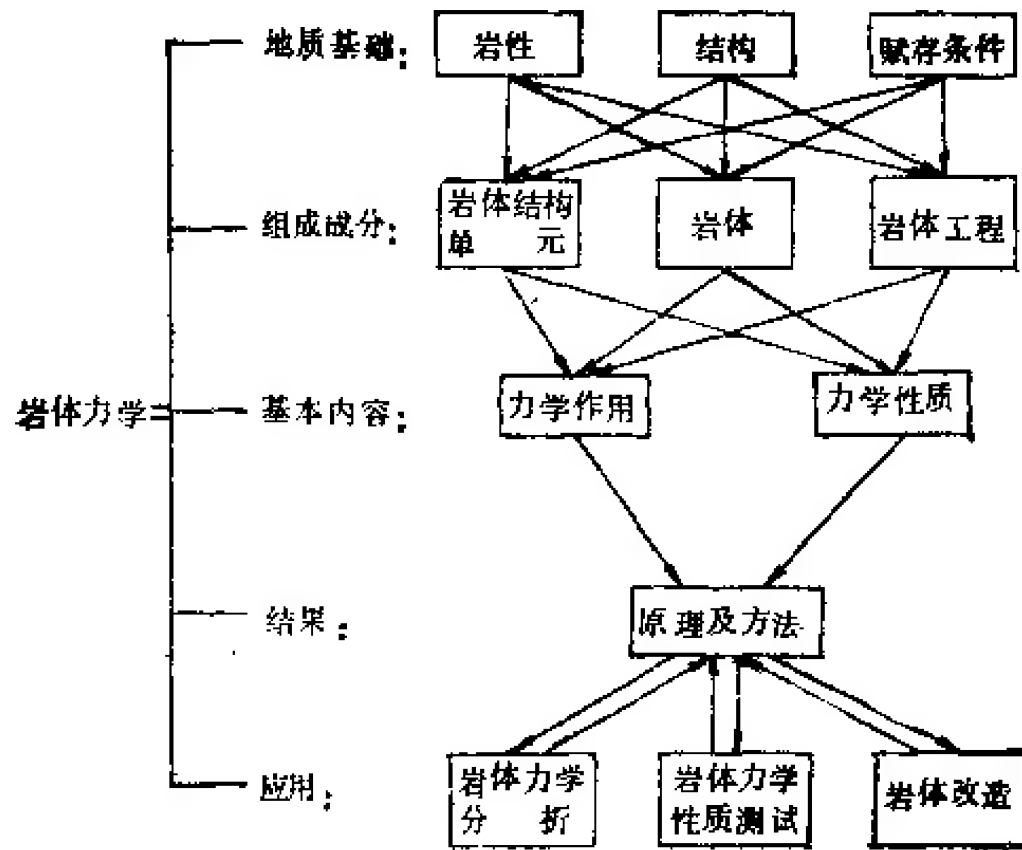 地质基础: 岩性 结构 赋存条件
组成成分: 岩体结构 岩体 岩体工程
单 元
岩体力学 基本内容: 力学作用 力学性质
结果: 原理及方法
应用: 岩体力学 岩体力学 岩体改造
分 折 性质测试